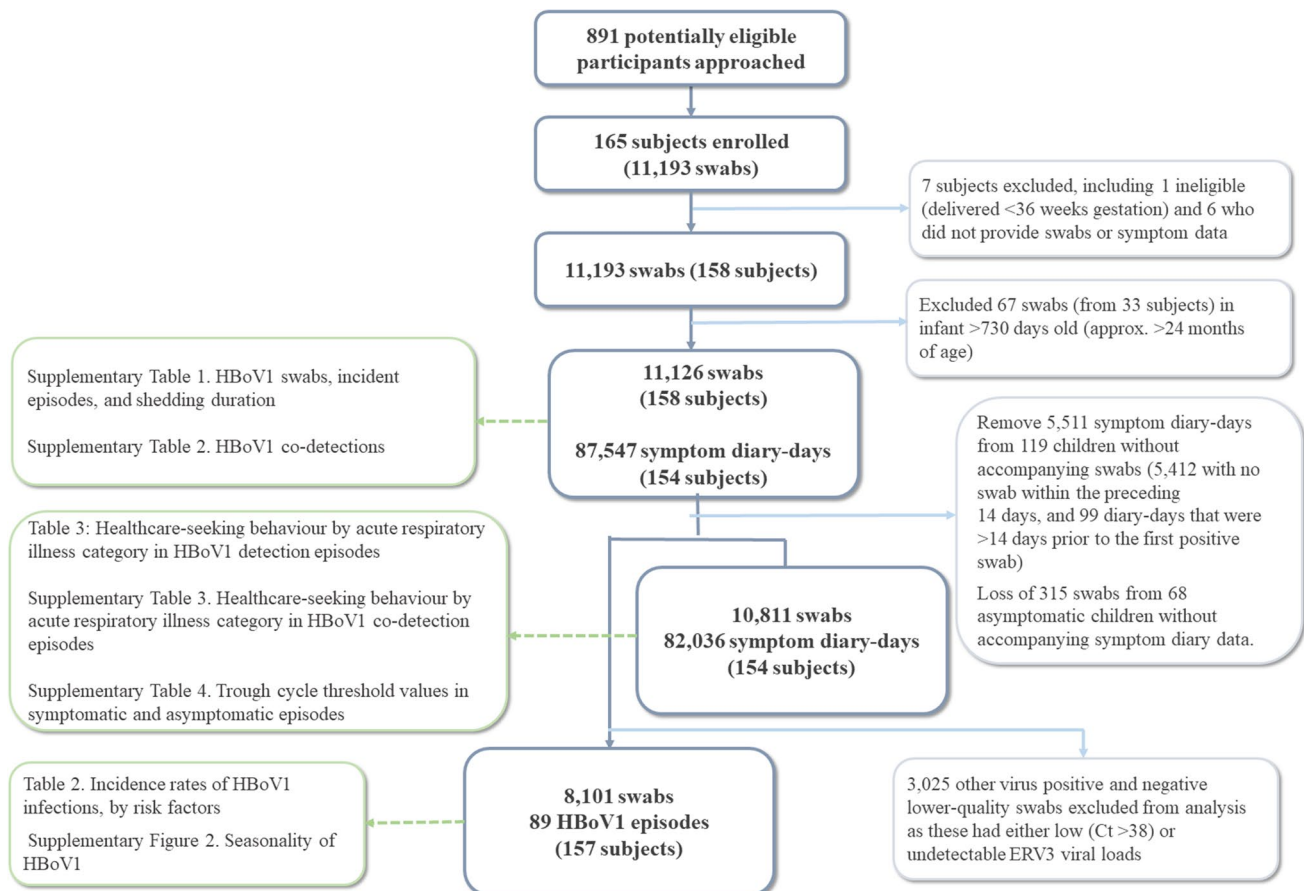 891 potentially eligible
participants approached
165 subjects enrolled
(11,193 swabs)
7 subjects excluded, including 1 ineligible
(delivered <36 weeks gestation) and 6 who
did not provide swabs or symptom data
11,193 swabs (158 subjects)
Excluded 67 swabs (from 33 subjects) in
infant >730 days old (approx. >24 months
of age)
11,126 swabs
(158 subjects)
87,547 symptom diary-days
(154 subjects)
Supplementary Table 1. HBoV1 swabs, incident
episodes, and shedding duration
Supplementary Table 2. HBoV1 co-detections
Remove 5,511 symptom diary-days
from 119 children without
accompanying swabs (5,412 with no
swab within the preceding
14 days, and 99 diary-days that were
>14 days prior to the first positive
swab)
Loss of 315 swabs from 68
asymptomatic children without
accompanying symptom diary data.
Table 3: Healthcare-seeking behaviour by acute respiratory
illness category in HBoV1 detection episodes
Supplementary Table 3. Healthcare-seeking behaviour by
acute respiratory illness category in HBoV1 co-detection
episodes
Supplementary Table 4. Trough cycle threshold values in
symptomatic and asymptomatic episodes
10,811 swabs
82,036 symptom diary-days
(154 subjects)
Table 2. Incidence rates of HBoV1
infections, by risk factors
Supplementary Figure 2. Seasonality of
HBoV1
8,101 swabs
89 HBoV1 episodes
(157 subjects)
3,025 other virus positive and negative
lower-quality swabs excluded from analysis
as these had either low (Ct >38) or
undetectable ERV3 viral loads